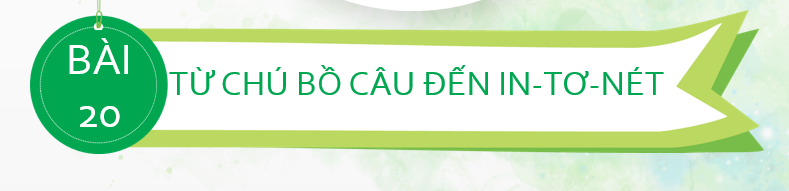 BÀI
20
TỪ CHÚ BỒ CÂU ĐẾN IN-TƠ-NÉT